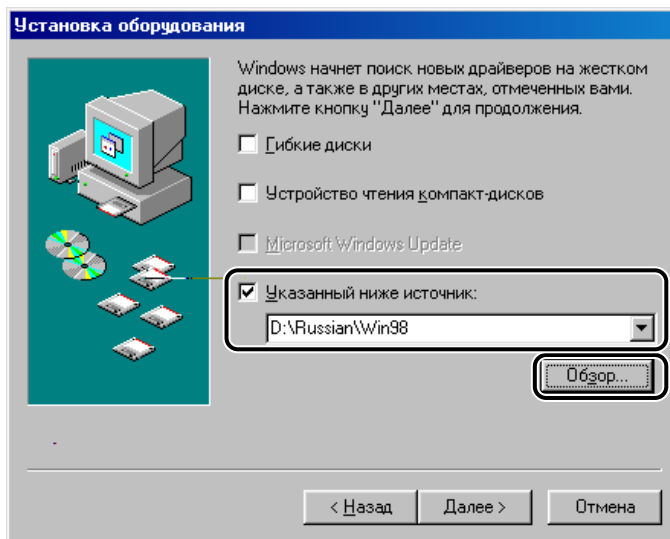 Установка оборудования
Windows начнет поиск новых драйверов на жестком
диске, а также в других местах, отмеченных вами.
Нажмите кнопку "Далее" для продолжения.
Гибкие диски
Устройство чтения компакт-дисков
Microsoft Windows Update
Указанный ниже источник:
D:\Russian\Win98
Обзор...
< Назад
Далее >
Отмена